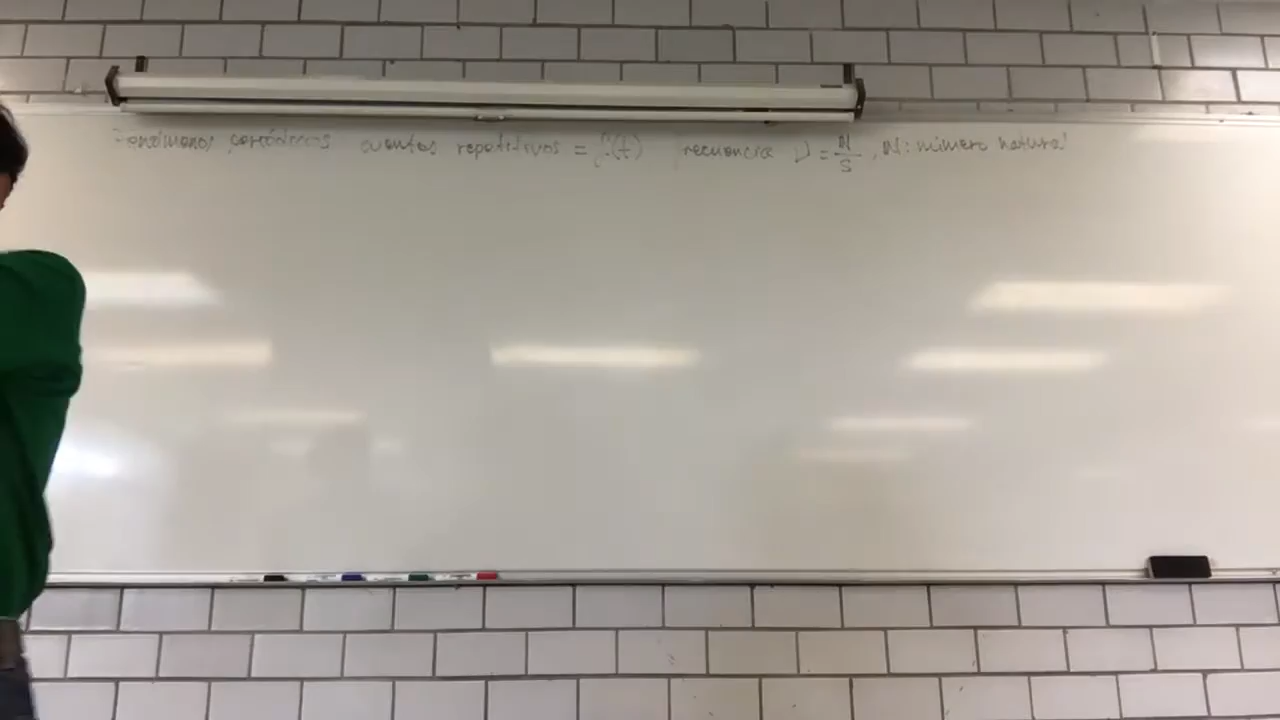 Fenómenos periódicos eventos repetitivos = f(t) frecuencia ν = N/s , N: número natural